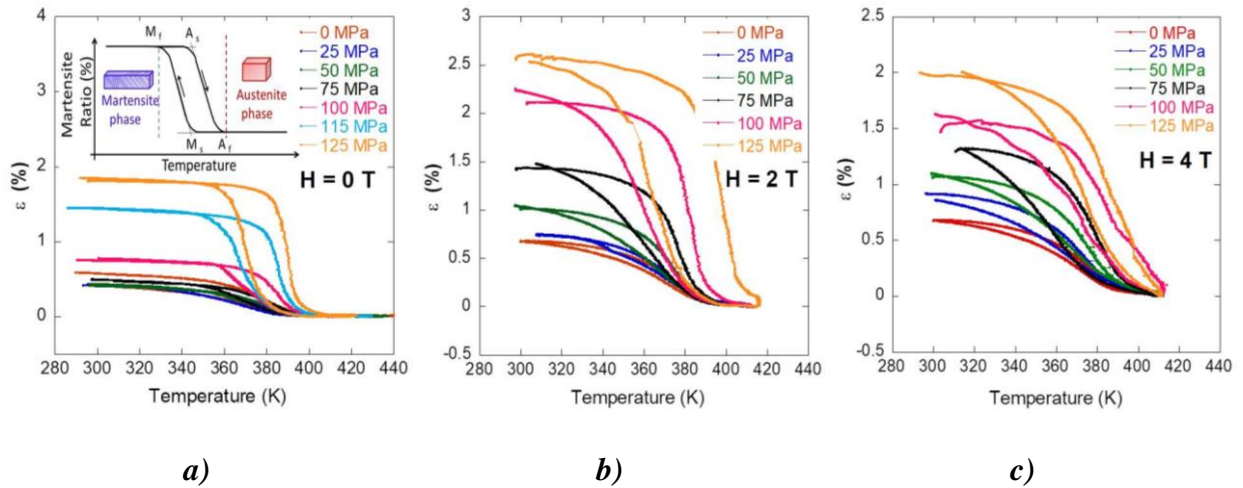 4
3
2
1
0
ε (%)
M f
A s
Martensite
Ratio (%)
Martensite
phase
Austenite
phase
M s
A f
Temperature
0 MPa
25 MPa
50 MPa
75 MPa
100 MPa
115 MPa
125 MPa
H = 0 T
280 300 320 340 360 380 400 420 440
Temperature (K)
a)
3
2.5
2
1.5
1
0.5
0
-0.5
ε (%)
0 MPa
25 MPa
50 MPa
75 MPa
100 MPa
125 MPa
H = 2 T
280 300 320 340 360 380 400 420 440
Temperature (K)
b)
2.5
2
1.5
1
0.5
0
-0.5
ε (%)
0 MPa
25 MPa
50 MPa
75 MPa
100 MPa
125 MPa
H = 4 T
280 300 320 340 360 380 400 420 440
Temperature (K)
c)